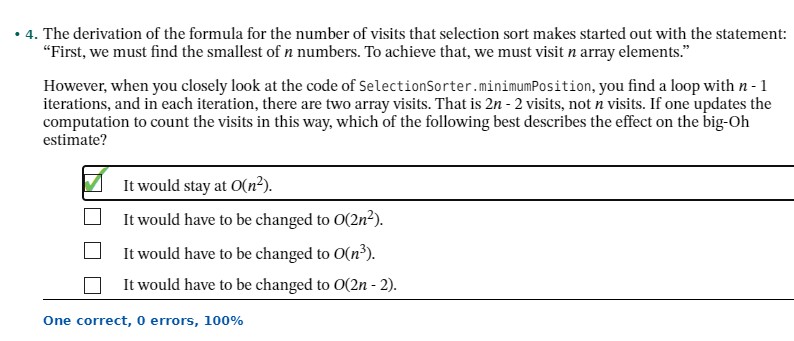 • 4. The derivation of the formula for the number of visits that selection sort makes started out with the statement:
“First, we must find the smallest of n numbers. To achieve that, we must visit n array elements.”
However, when you closely look at the code of SelectionSorter.minimumPosition, you find a loop with n - 1
iterations, and in each iteration, there are two array visits. That is 2n - 2 visits, not n visits. If one updates the
computation to count the visits in this way, which of the following best describes the effect on the big-Oh
estimate?
It would stay at O(n²).
It would have to be changed to O(2n²).
It would have to be changed to O(n³).
It would have to be changed to O(2n - 2).
One correct, 0 errors, 100%